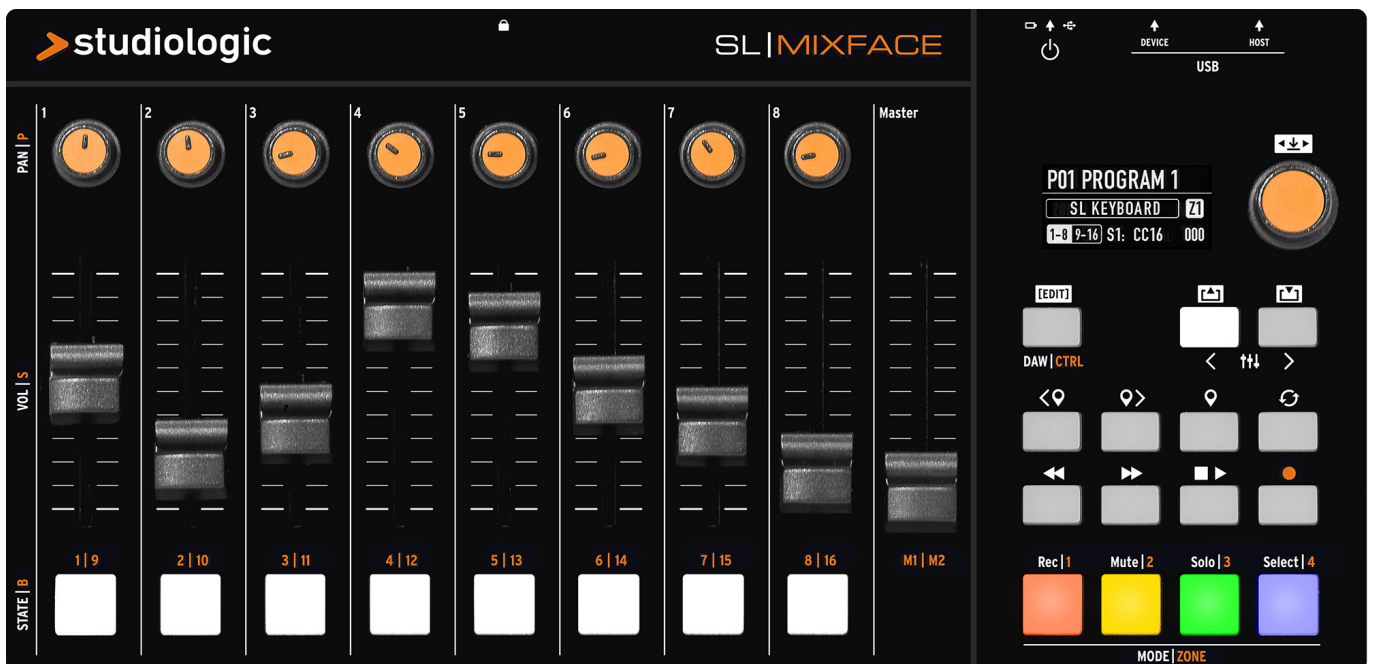 studiologic
SL|MIXFACE
DEVICE
HOST
USB
PAN|P
1
2
3
4
5
6
7
8
Master
P01 PROGRAM 1
SL KEYBOARD Z1
1-8 9-16 S1: CC16 000
[EDIT]
DAW|CTRL
VOL|S
1|9
2|10
3|11
4|12
5|13
6|14
7|15
8|16
M1|M2
STATE|B
Rec|1
Mute|2
Solo|3
Select|4
MODE|ZONE